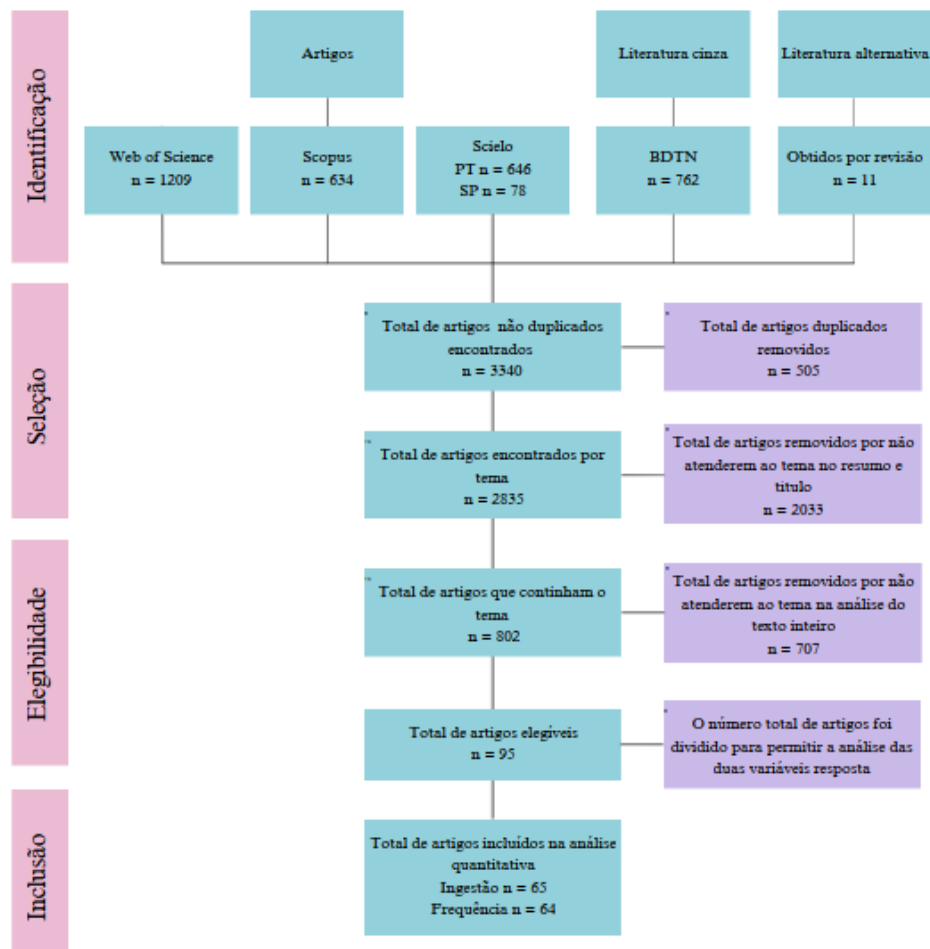 Identificação
Artigos
Literatura cinza
Literatura alternativa
Web of Science
n = 1209
Scopus
n = 634
Scielo
PT n = 646
SP n = 78
BDTN
n = 762
Obtidos por revisão
n = 11
Seleção
Total de artigos não duplicados
encontrados
n = 3340
Total de artigos duplicados
removidos
n = 505
Total de artigos encontrados por
tema
n = 2835
Total de artigos removidos por não
atenderem ao tema no resumo e
titulo
n = 2033
Elegibilidade
Total de artigos que continham o
tema
n = 802
Total de artigos removidos por não
atenderem ao tema na análise do
texto inteiro
n = 707
Total de artigos elegíveis
n = 95
O número total de artigos foi
dividido para permitir a análise das
duas variáveis resposta
Inclusão
Total de artigos incluídos na análise
quantitativa
Ingestão n = 65
Frequência n = 64